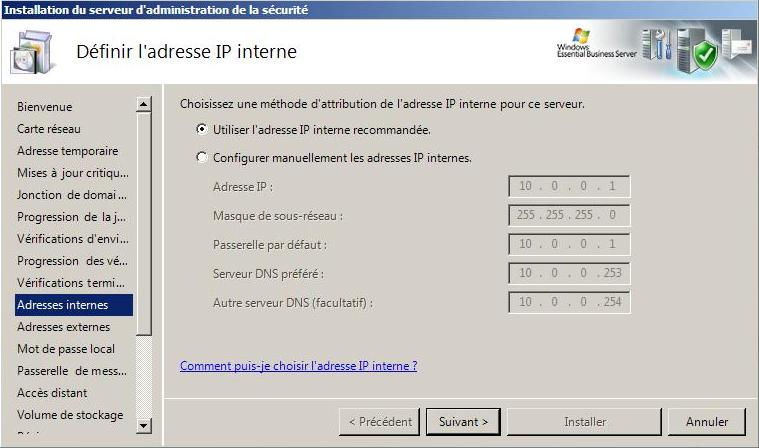 Installation du serveur d'administration de la sécurité
Définir l'adresse IP interne
Windows
Essential Business Server
Bienvenue
Carte réseau
Adresse temporaire
Mises à jour critiqu...
Jonction de domai...
Progression de la j...
Vérifications d'envi...
Progression des vé...
Vérifications termi...
Adresses internes
Adresses externes
Mot de passe local
Passerelle de mess...
Accès distant
Volume de stockage
Choisissez une méthode d'attribution de l'adresse IP interne pour ce serveur.
Utiliser l'adresse IP interne recommandée.
Configurer manuellement les adresses IP internes.
Adresse IP : 10 . 0 . 0 . 1
Masque de sous-réseau : 255 . 255 . 255 . 0
Passerelle par défaut : 10 . 0 . 0 . 1
Serveur DNS préféré : 10 . 0 . 0 . 253
Autre serveur DNS (facultatif) : 10 . 0 . 0 . 254
Comment puis-je choisir l'adresse IP interne ?
< Précédent Suivant > Installer Annuler